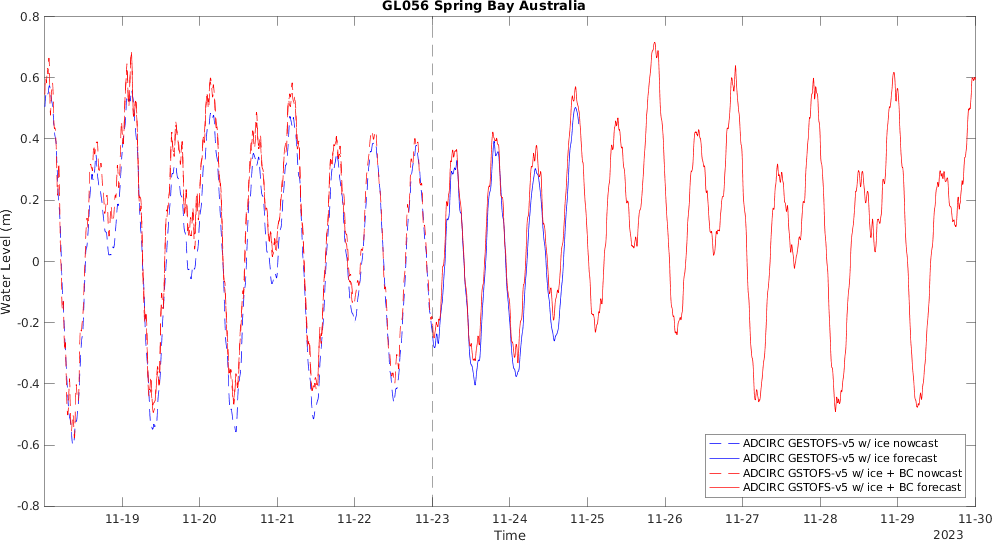 GL056 Spring Bay Australia
0.8
0.6
0.4
0.2
0
-0.2
-0.4
-0.6
-0.8
Water Level (m)
ADCIRC GESTOFS-v5 w/ ice nowcast
ADCIRC GESTOFS-v5 w/ ice forecast
ADCIRC GSTOFS-v5 w/ ice + BC nowcast
ADCIRC GSTOFS-v5 w/ ice + BC forecast
11-19 11-20 11-21 11-22 11-23 11-24 11-25 11-26 11-27 11-28 11-29 11-30
Time
2023